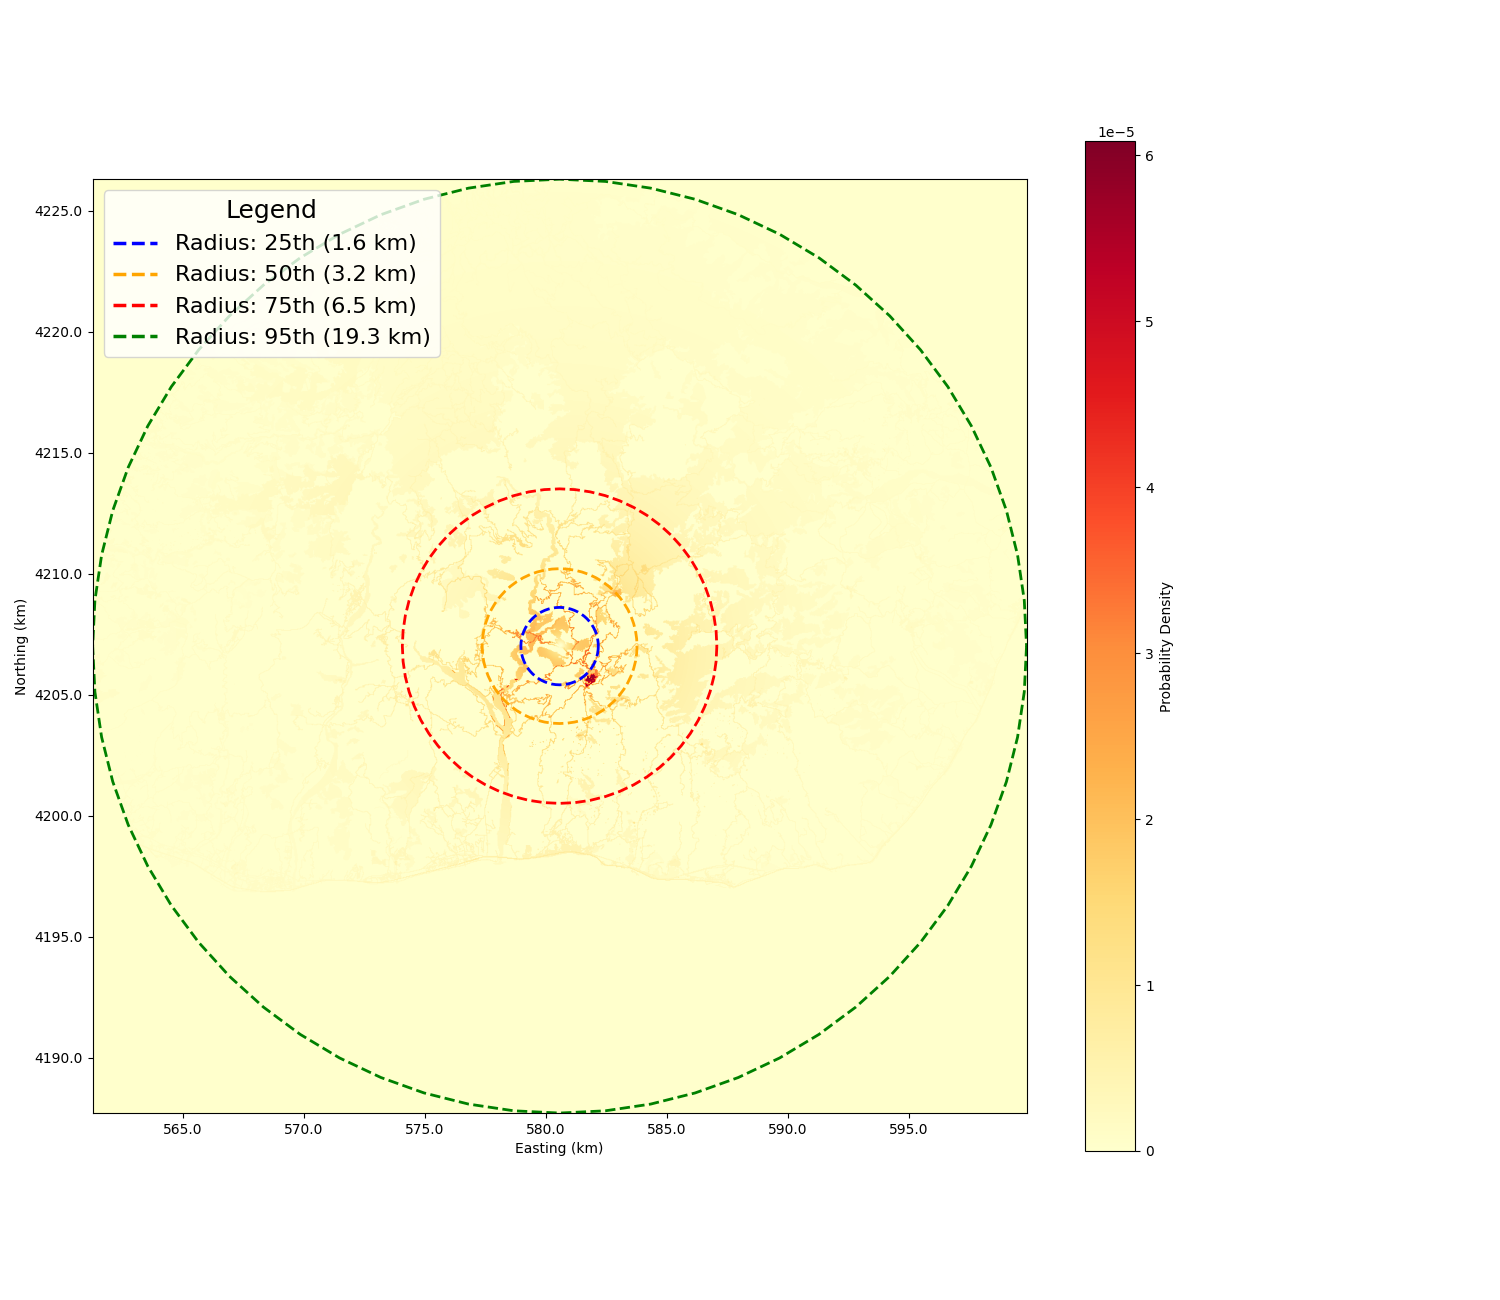 1e−5
Legend
Radius: 25th (1.6 km)
Radius: 50th (3.2 km)
Radius: 75th (6.5 km)
Radius: 95th (19.3 km)
4225.0
4220.0
4215.0
4210.0
4205.0
4200.0
4195.0
4190.0
Northing (km)
565.0
570.0
575.0
580.0
585.0
590.0
595.0
Easting (km)
6
5
4
3
2
1
0
Probability Density